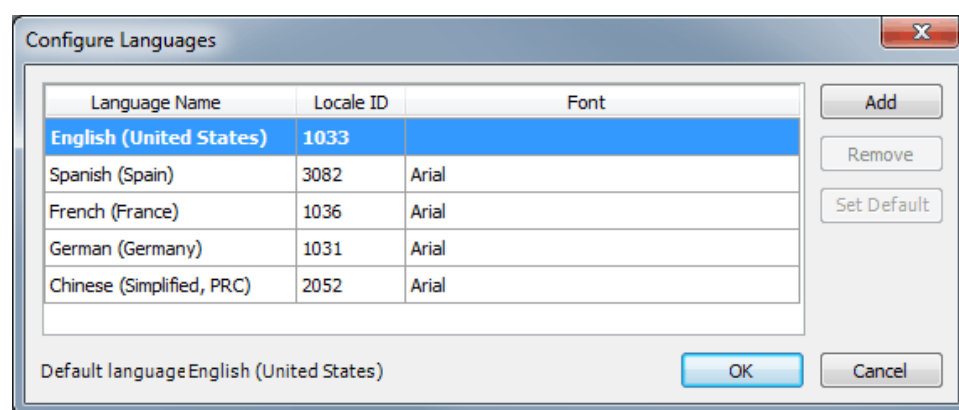 Configure Languages
Language Name Locale ID Font
English (United States) 1033
Spanish (Spain) 3082 Arial
French (France) 1036 Arial
German (Germany) 1031 Arial
Chinese (Simplified, PRC) 2052 Arial
Add
Remove
Set Default
Default language English (United States)
OK
Cancel